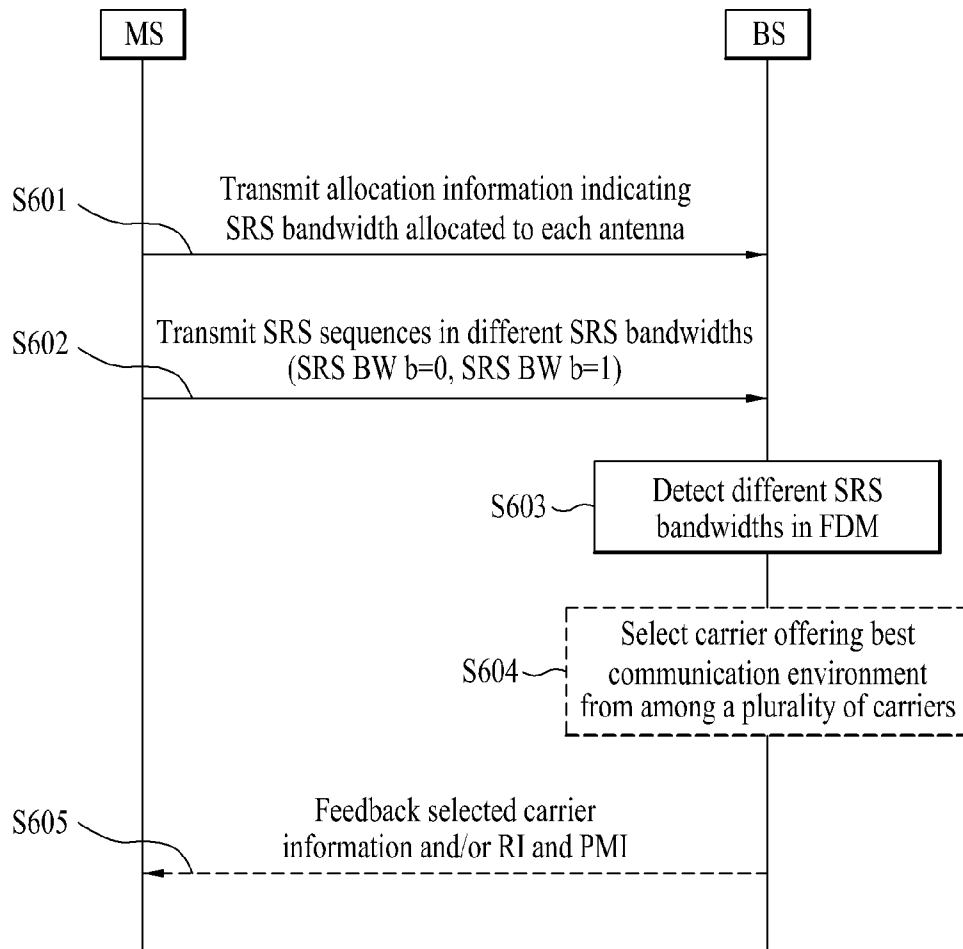 MS
BS
S601
Transmit allocation information indicating
SRS bandwidth allocated to each antenna
S602
Transmit SRS sequences in different SRS bandwidths
(SRS BW b=0, SRS BW b=1)
S603
Detect different SRS
bandwidths in FDM
S604
Select carrier offering best
communication environment
from among a plurality of carriers
S605
Feedback selected carrier
information and/or RI and PMI